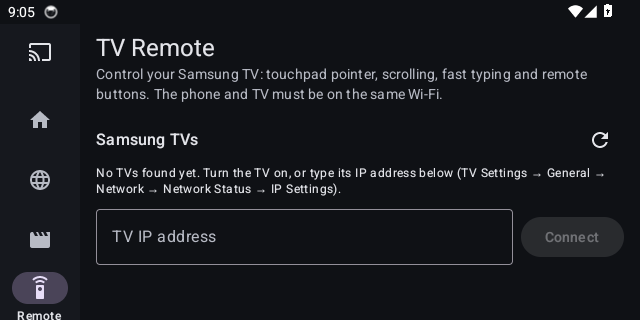 9:05
TV Remote
Control your Samsung TV: touchpad pointer, scrolling, fast typing and remote
buttons. The phone and TV must be on the same Wi-Fi.
Samsung TVs
No TVs found yet. Turn the TV on, or type its IP address below (TV Settings → General →
Network → Network Status → IP Settings).
TV IP address
Connect
Remote